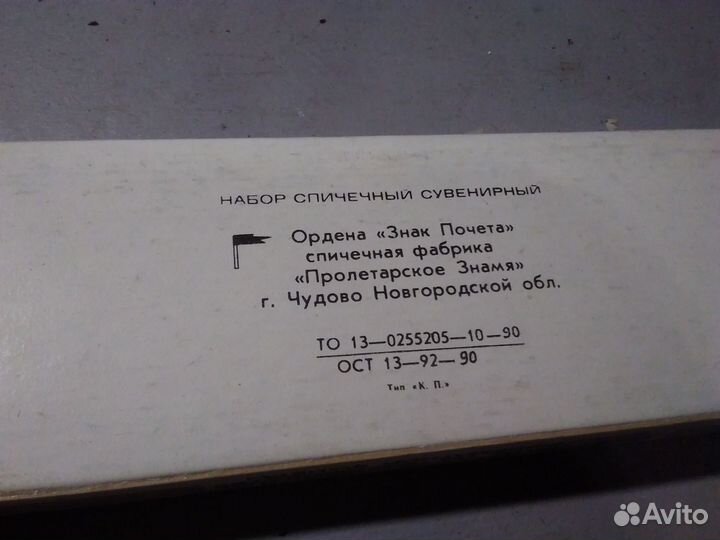 НАБОР СПИЧЕЧНЫЙ СУВЕНИРНЫЙ
Ордена «Знак Почета»
спичечная фабрика
«Пролетарское Знамя»
г. Чудово Новгородской обл.
ТО 13—0255205—10—90
ОСТ 13—92—90
Тип «К. П.»
Avito